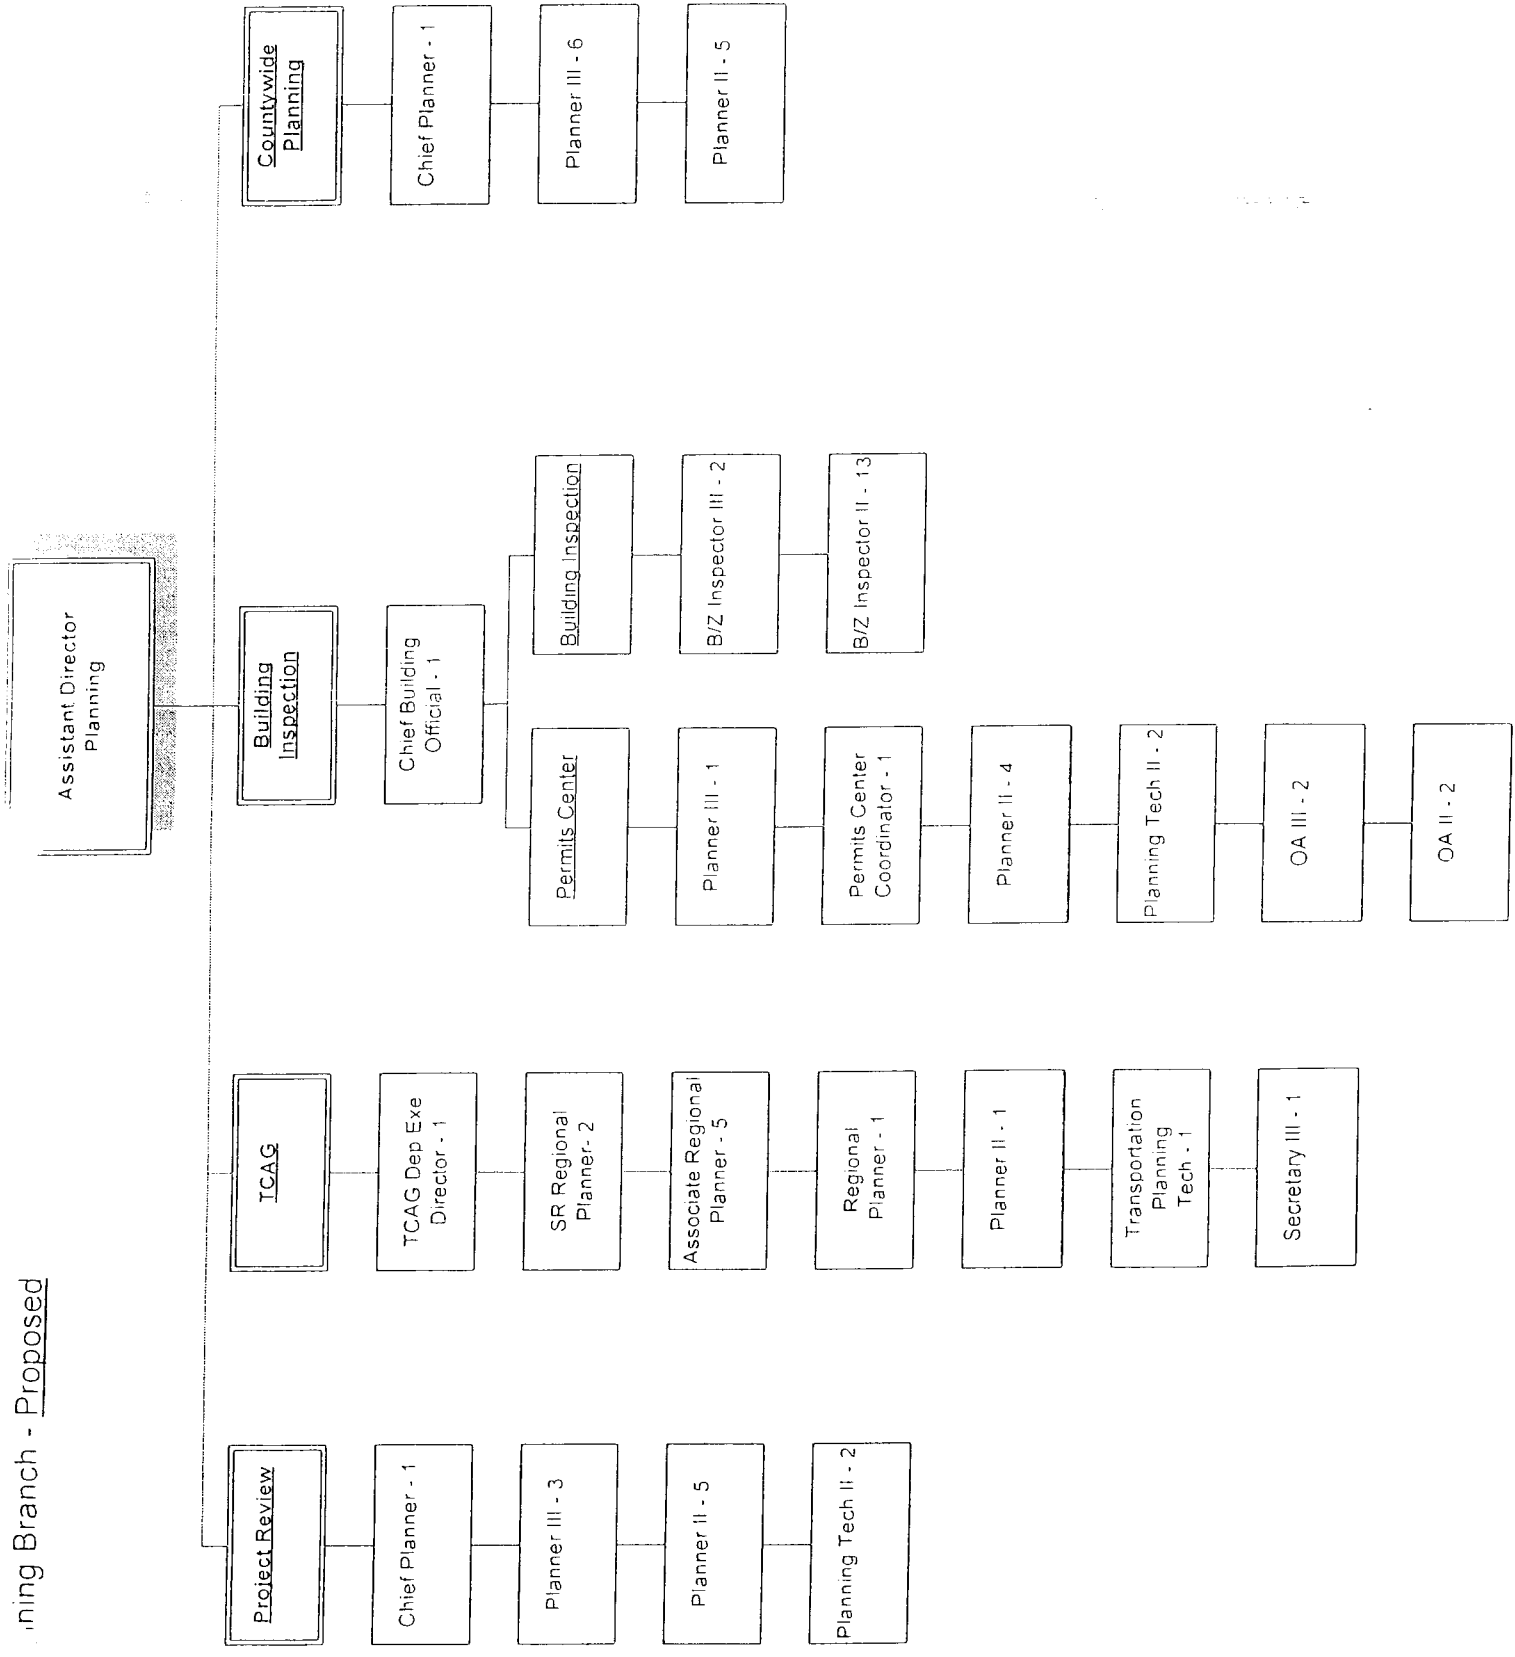 ning Branch - Proposed
Assistant Director
Planning
Project Review
Chief Planner - 1
Planner III - 3
Planner II - 5
Planning Tech II - 2
TCAG
TCAG Dep Exe
Director - 1
SR Regional
Planner- 2
Associate Regional
Planner - 5
Regional
Planner - 1
Planner II - 1
Transportation
Planning
Tech - 1
Secretary III - 1
Building
Inspection
Chief Building
Official - 1
Permits Center
Planner III - 1
Permits Center
Coordinator - 1
Planner II - 4
Planning Tech II - 2
OA III - 2
OA II - 2
Building Inspection
B/Z Inspector III - 2
B/Z Inspector II - 13
Countywide
Planning
Chief Planner - 1
Planner III - 6
Planner II - 5